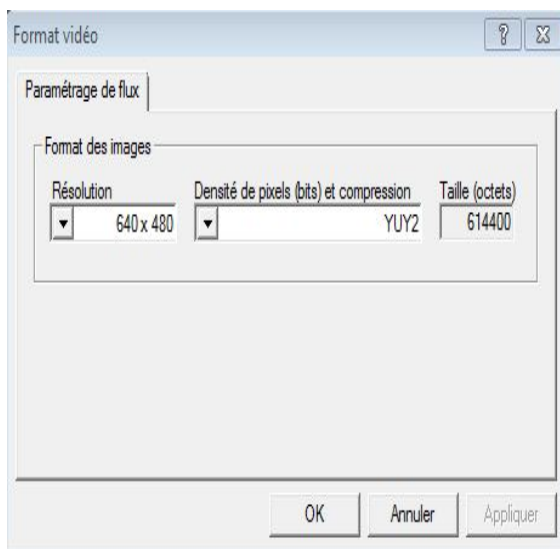 Format vidéo
Paramétrage de flux
Format des images
Résolution
Densité de pixels (bits) et compression
Taille (octets)
640 x 480
YUY2
614400
OK
Annuler
Appliquer